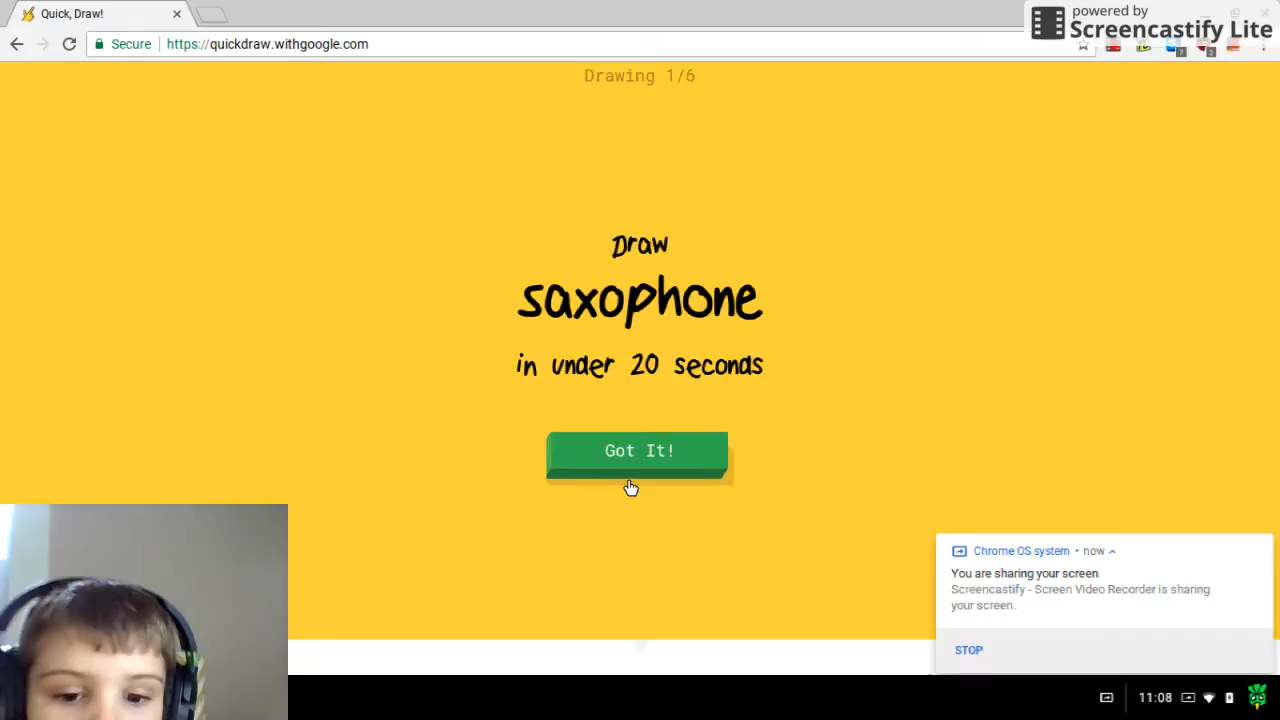 Quick, Draw!
powered by
Screencastify Lite
Secure
https://quickdraw.withgoogle.com
Drawing 1/6
Draw
saxophone
in under 20 seconds
Got It!
Chrome OS system • now
You are sharing your screen
Screencastify - Screen Video Recorder is sharing
your screen.
STOP
11:08